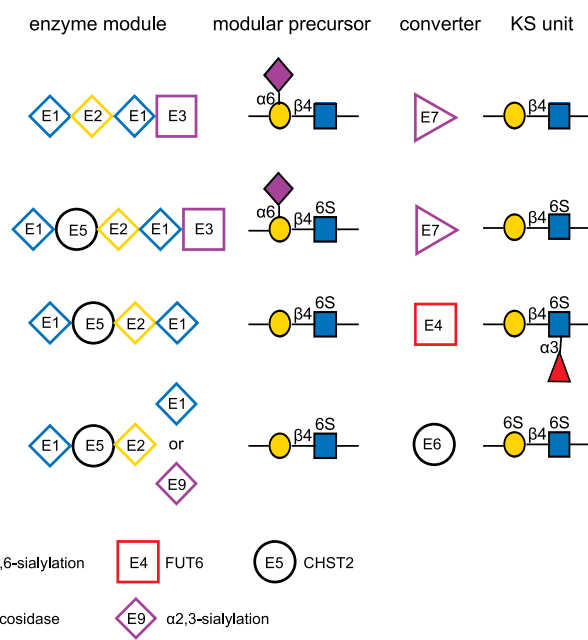 enzyme module modular precursor converter KS unit
α6 β4 β4
E1 E2 E1 E3 E7
6S 6S
α6 β4 β4
E1 E5 E2 E1 E3 E7
6S 6S
β4 β4
E1 E5 E2 E1 E4
α3
E1
6S 6S 6S
β4 β4
E1 E5 E2 or E6
E9
,6-sialylation E4 FUT6 E5 CHST2
cosidase E9 α2,3-sialylation